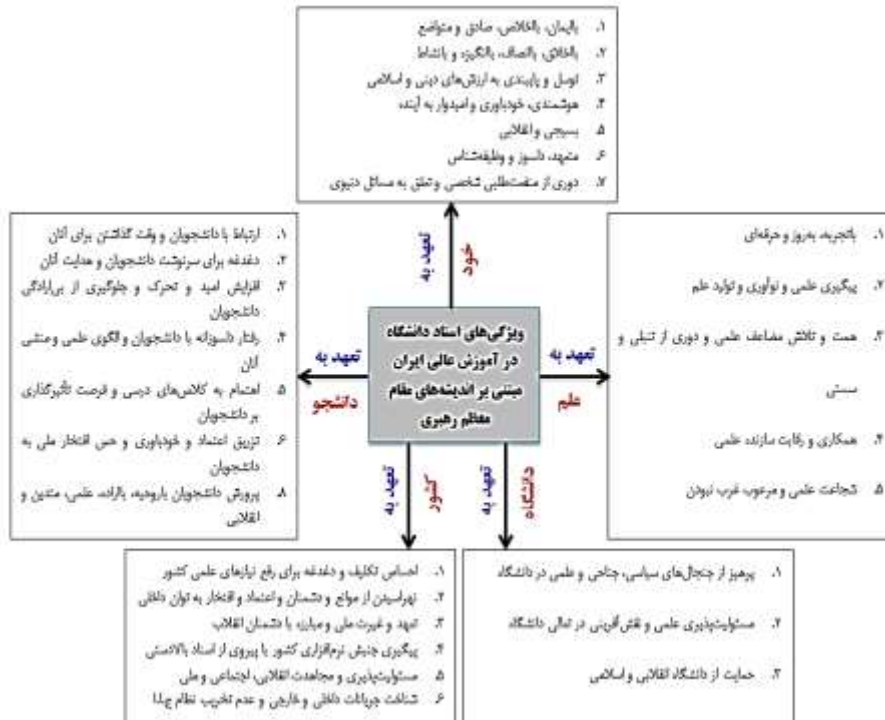 ۱. باایمان، بااخلاص، صادق و متواضع
۲. بااخلاق، باانصاف، باانگیزه و بانشاط
۳. توسل و پایبندی به ارزش‌های دینی و اسلامی
۴. هوشمندی، خودباوری و امیدوار به آینده
۵. بسیجی و انقلابی
۶. متعهد، دلسوز و وظیفه‌شناس
۷. دوری از منفعت‌طلبی شخصی و تعلق به مسائل دنیوی
تعهد به خود
۱. باتجربه، به‌روز و حرفه‌ای
۲. پیگیری علمی و نوآوری و تولید علم
۳. همت و تلاش مضاعف علمی و دوری از تنبلی و
سستی
۴. همکاری و رقابت سازنده علمی
۵. شجاعت علمی و مرعوب غرب نبودن
تعهد به
علم
ویژگی‌های استاد دانشگاه
در آموزش عالی ایران
مبتنی بر اندیشه‌های مقام
معظم رهبری
تعهد به
دانشجو
۱. ارتباط با دانشجویان و وقت گذاشتن برای آنان
۲. دغدغه برای سرنوشت دانشجویان و هدایت آنان
۳. افزایش امید و تحرک و جلوگیری از بی‌ارادگی
دانشجویان
۴. رفتار دلسوزانه با دانشجویان و الگوی علمی و منشی
آنان
۵. اهتمام به کلاس‌های درسی و فرصت تأثیرگذاری
بر دانشجویان
۶. تزریق اعتماد و خودباوری و حس افتخار ملی به
دانشجویان
۸. پرورش دانشجویان باروحیه، بااراده، علمی، متدین و
انقلابی
تعهد به دانشگاه
۱. پرهیز از جنجال‌های سیاسی، جناحی و علمی در دانشگاه
۲. مسئولیت‌پذیری علمی و نقش‌آفرینی در تعالی دانشگاه
۳. حمایت از دانشگاه انقلابی و اسلامی
تعهد به کشور
۱. احساس تکلیف و دغدغه برای رفع نیازهای علمی کشور
۲. نهراسیدن از موانع و دشمنان و اعتماد و افتخار به توان داخلی
۳. تعهد و غیرت ملی و مبارزه با دشمنان انقلاب
۴. پیگیری جنبش نرم‌افزاری کشور با پیروی از اسناد بالادستی
۵. مسئولیت‌پذیری و مجاهدت انقلابی، اجتماعی و ملی
۶. شناخت جریانات داخلی و خارجی و عدم تخریب نظام ج.ا.ا